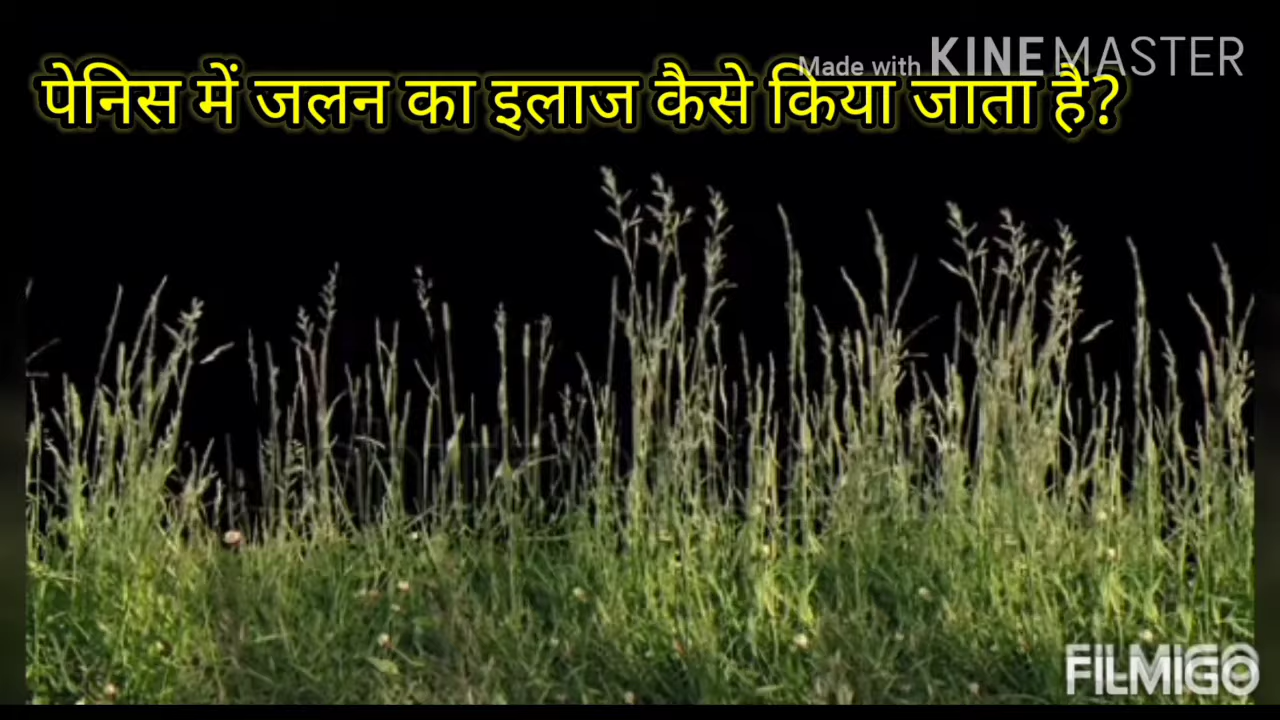 Made with KINEMASTER
पेनिस में जलन का इलाज कैसे किया जाता है?
FILMIGO